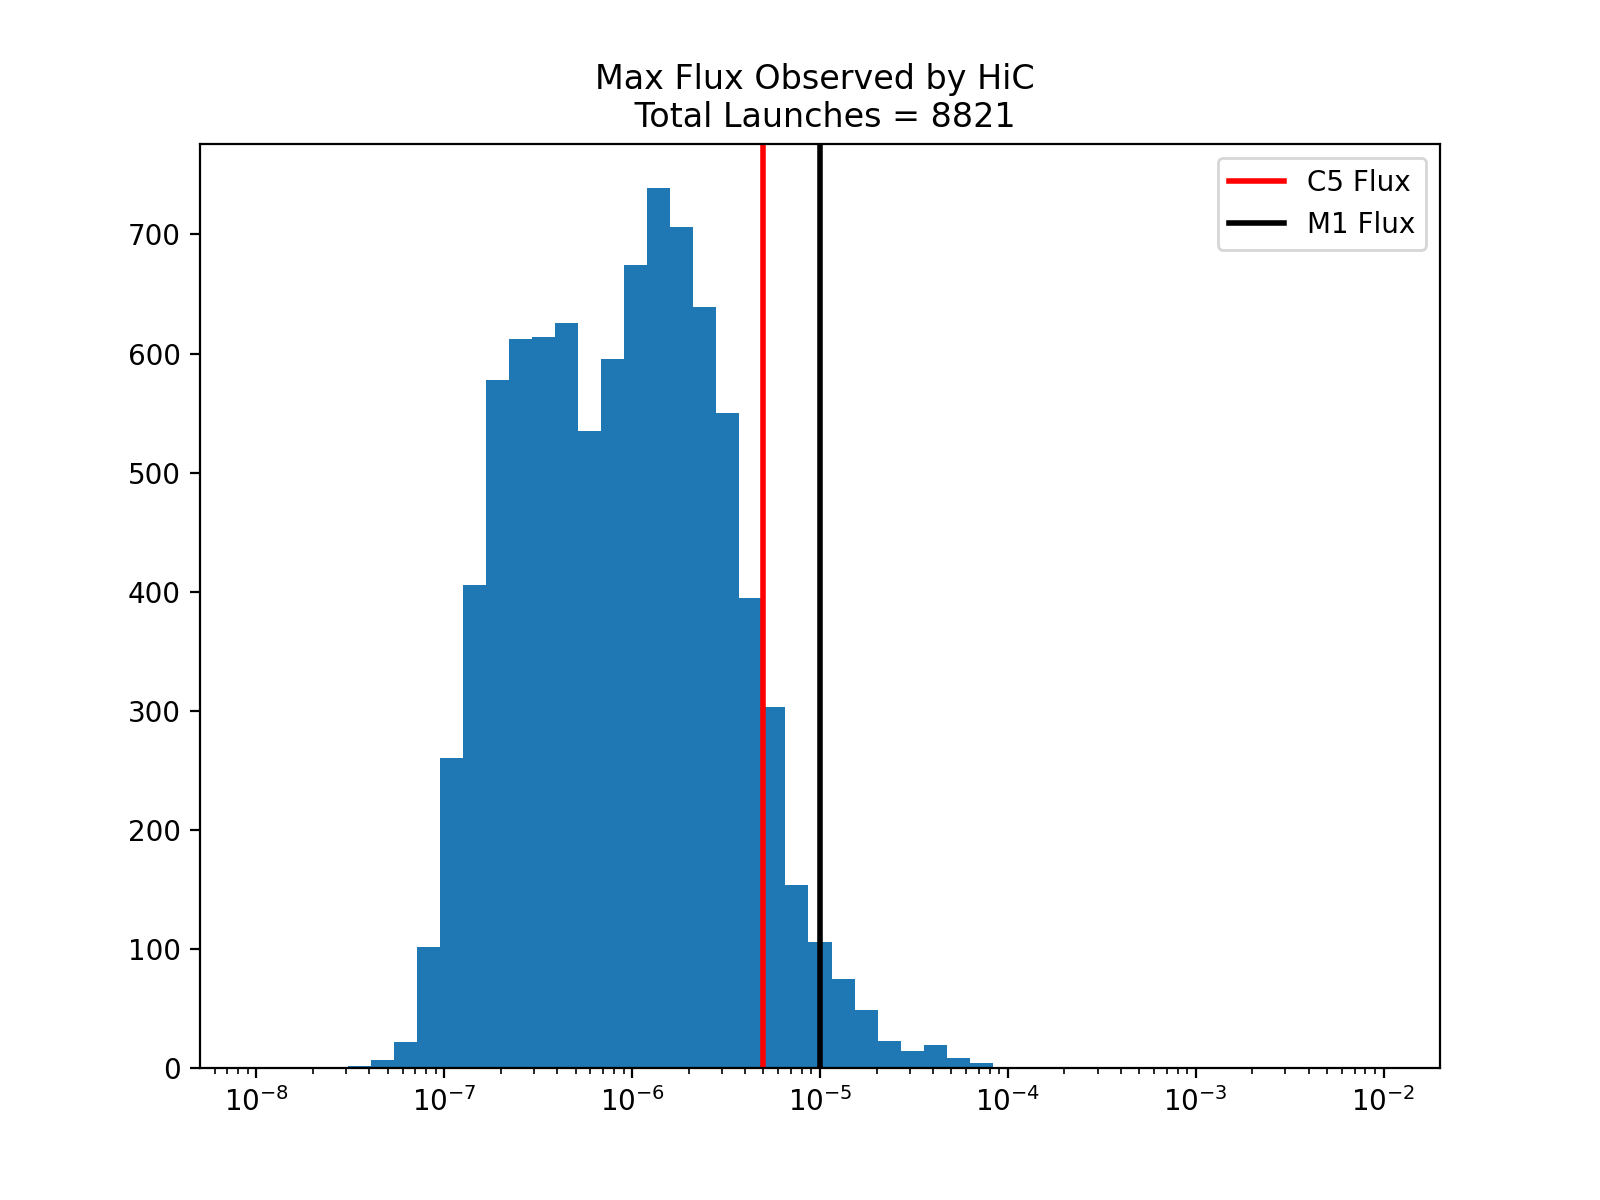 Max Flux Observed by HiC
Total Launches = 8821
C5 Flux
M1 Flux
700
600
500
400
300
200
100
0
10⁻⁸ 10⁻⁷ 10⁻⁶ 10⁻⁵ 10⁻⁴ 10⁻³ 10⁻²